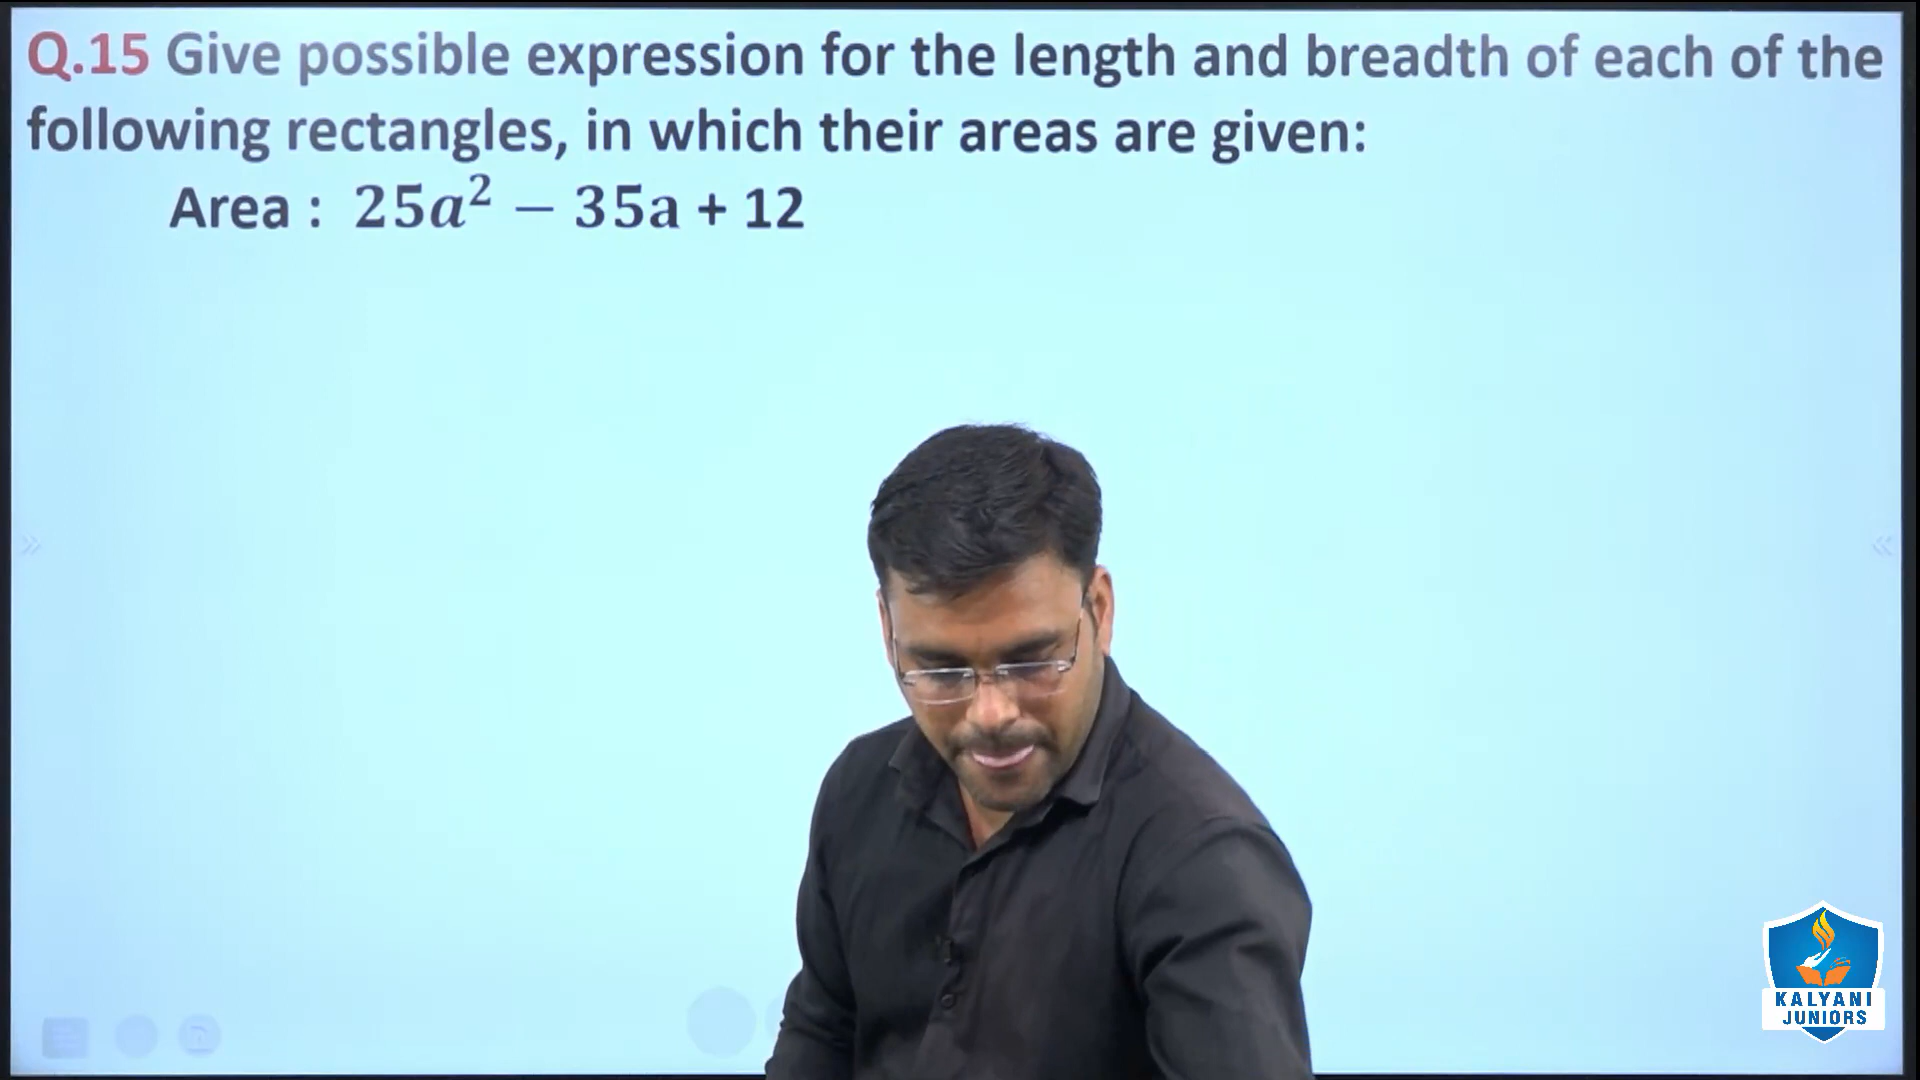 Q.15 Give possible expression for the length and breadth of each of the
following rectangles, in which their areas are given:
Area : 25a² − 35a + 12
KALYANI
JUNIORS